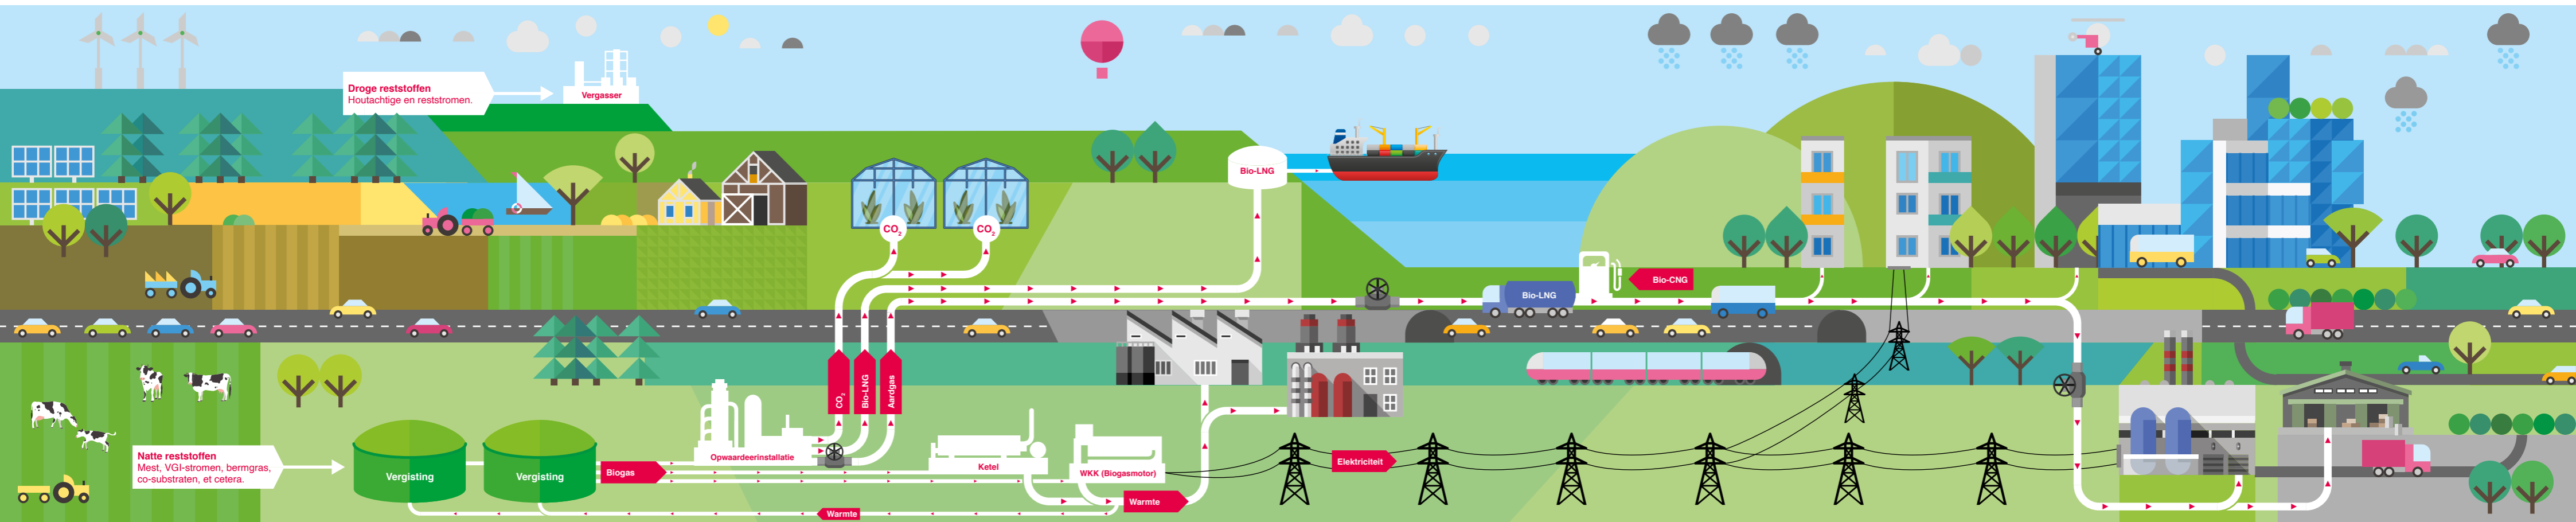 Droge reststoffen
Houtachtige en reststromen.
Vergasser
Bio-LNG
CO2
CO2
Bio-LNG
Bio-CNG
CO2
Bio-LNG
Aardgas
Natte reststoffen
Mest, VGI-stromen, bermgras,
co-substraten, et cetera.
Vergisting
Vergisting
Biogas
Opwaardeerinstallatie
Ketel
WKK (Biogasmotor)
Elektriciteit
Warmte
Warmte